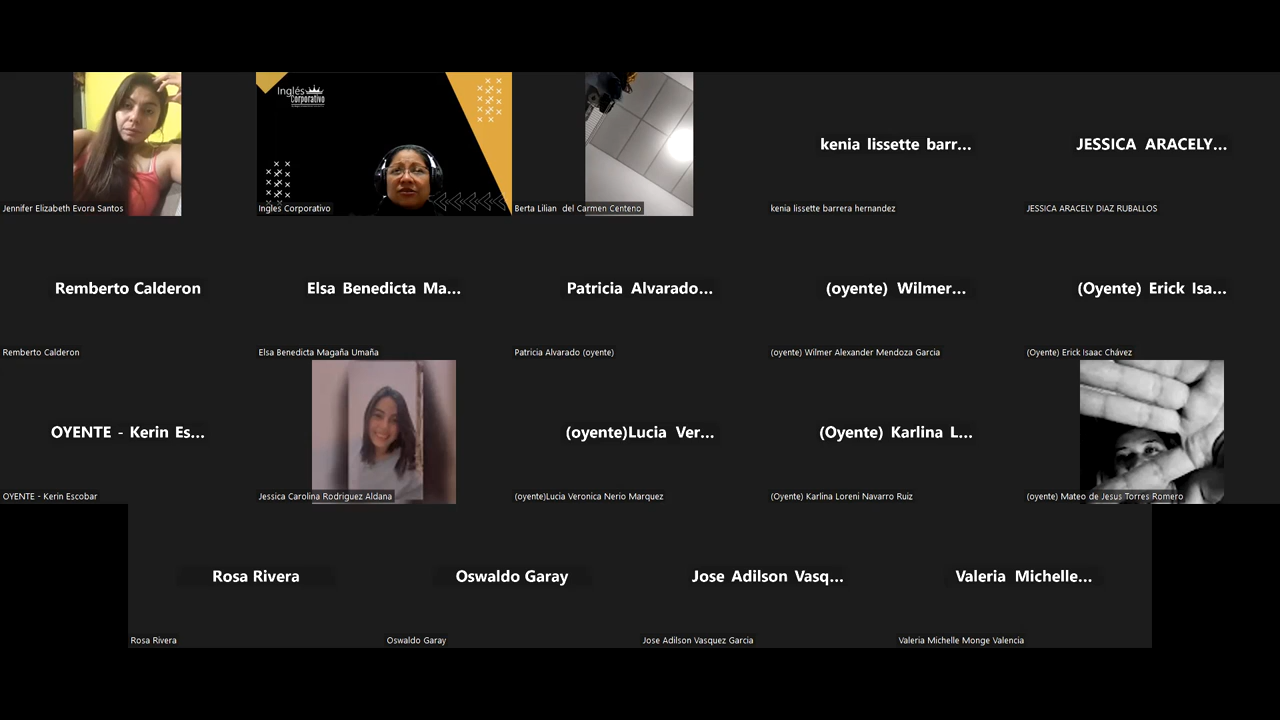 Inglés
Corporativo
kenia lissette barr...
JESSICA ARACELY...
Jennifer Elizabeth Evora Santos
Ingles Corporativo
Berta Lilian del Carmen Centeno
kenia lissette barrera hernandez
JESSICA ARACELY DIAZ RUBALLOS
Remberto Calderon
Elsa Benedicta Ma...
Patricia Alvarado...
(oyente) Wilmer...
(Oyente) Erick Isa...
Remberto Calderon
Elsa Benedicta Magaña Umaña
Patricia Alvarado (oyente)
(oyente) Wilmer Alexander Mendoza Garcia
(Oyente) Erick Isaac Chávez
OYENTE - Kerin Es...
(oyente)Lucia Ver...
(Oyente) Karlina L...
OYENTE - Kerin Escobar
Jessica Carolina Rodriguez Aldana
(oyente)Lucia Veronica Nerio Marquez
(Oyente) Karlina Loreni Navarro Ruiz
(oyente) Mateo de Jesus Torres Romero
Rosa Rivera
Oswaldo Garay
Jose Adilson Vasq...
Valeria Michelle...
Rosa Rivera
Oswaldo Garay
Jose Adilson Vasquez Garcia
Valeria Michelle Monge Valencia